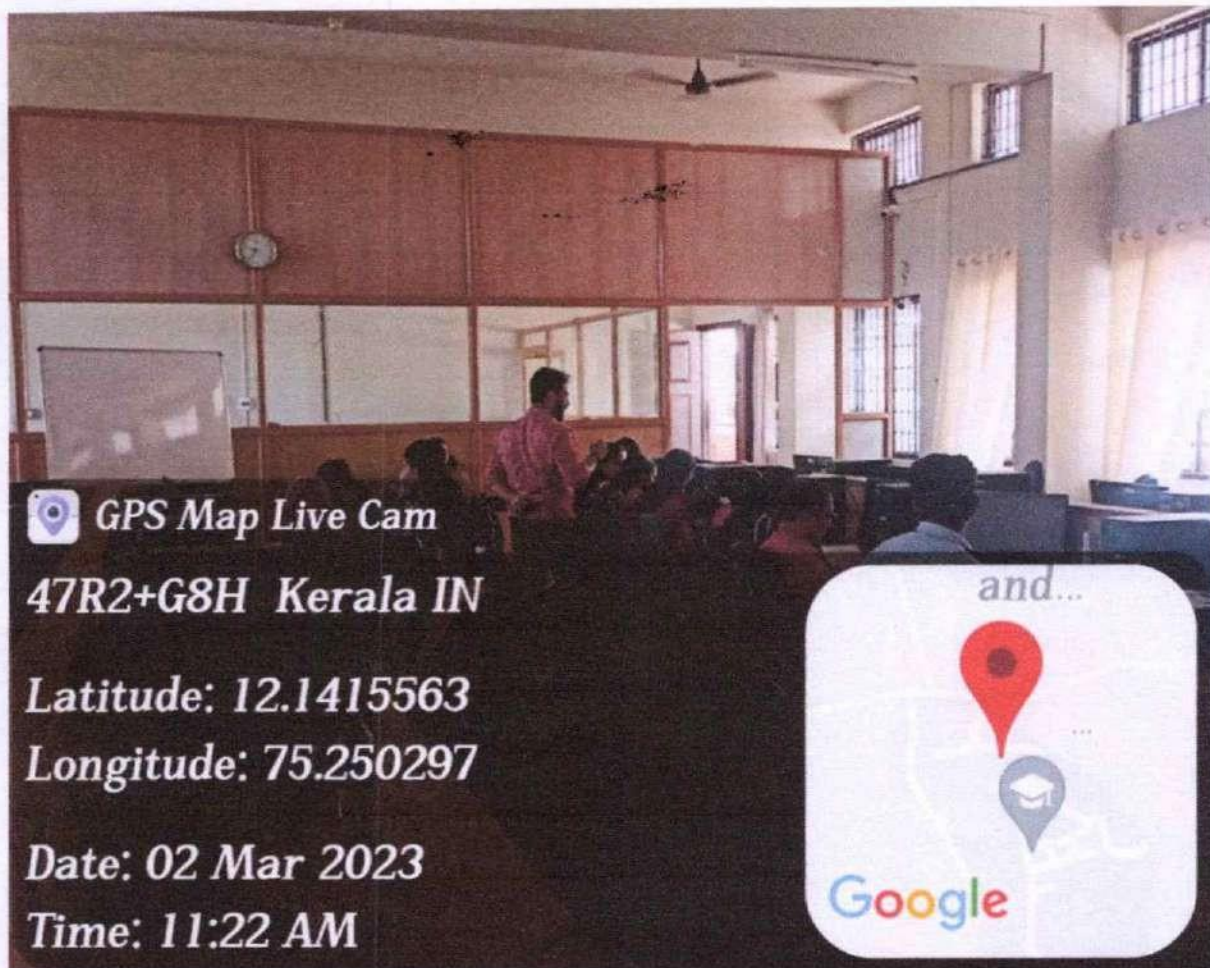 GPS Map Live Cam
47R2+G8H Kerala IN
Latitude: 12.1415563
Longitude: 75.250297
Date: 02 Mar 2023
Time: 11:22 AM
and...
...
Google